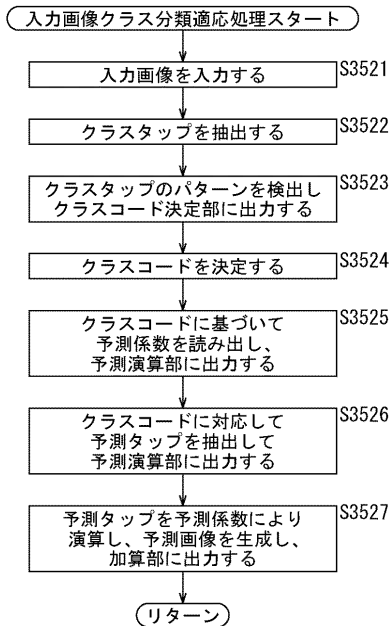 入力画像クラス分類適応処理スタート
入力画像を入力する
S3521
クラスタップを抽出する
S3522
クラスタップのパターンを検出し
クラスコード決定部に出力する
S3523
クラスコードを決定する
S3524
クラスコードに基づいて
予測係数を読み出し、
予測演算部に出力する
S3525
クラスコードに対応して
予測タップを抽出して
予測演算部に出力する
S3526
予測タップを予測係数により
演算し、予測画像を生成し、
加算部に出力する
S3527
リターン